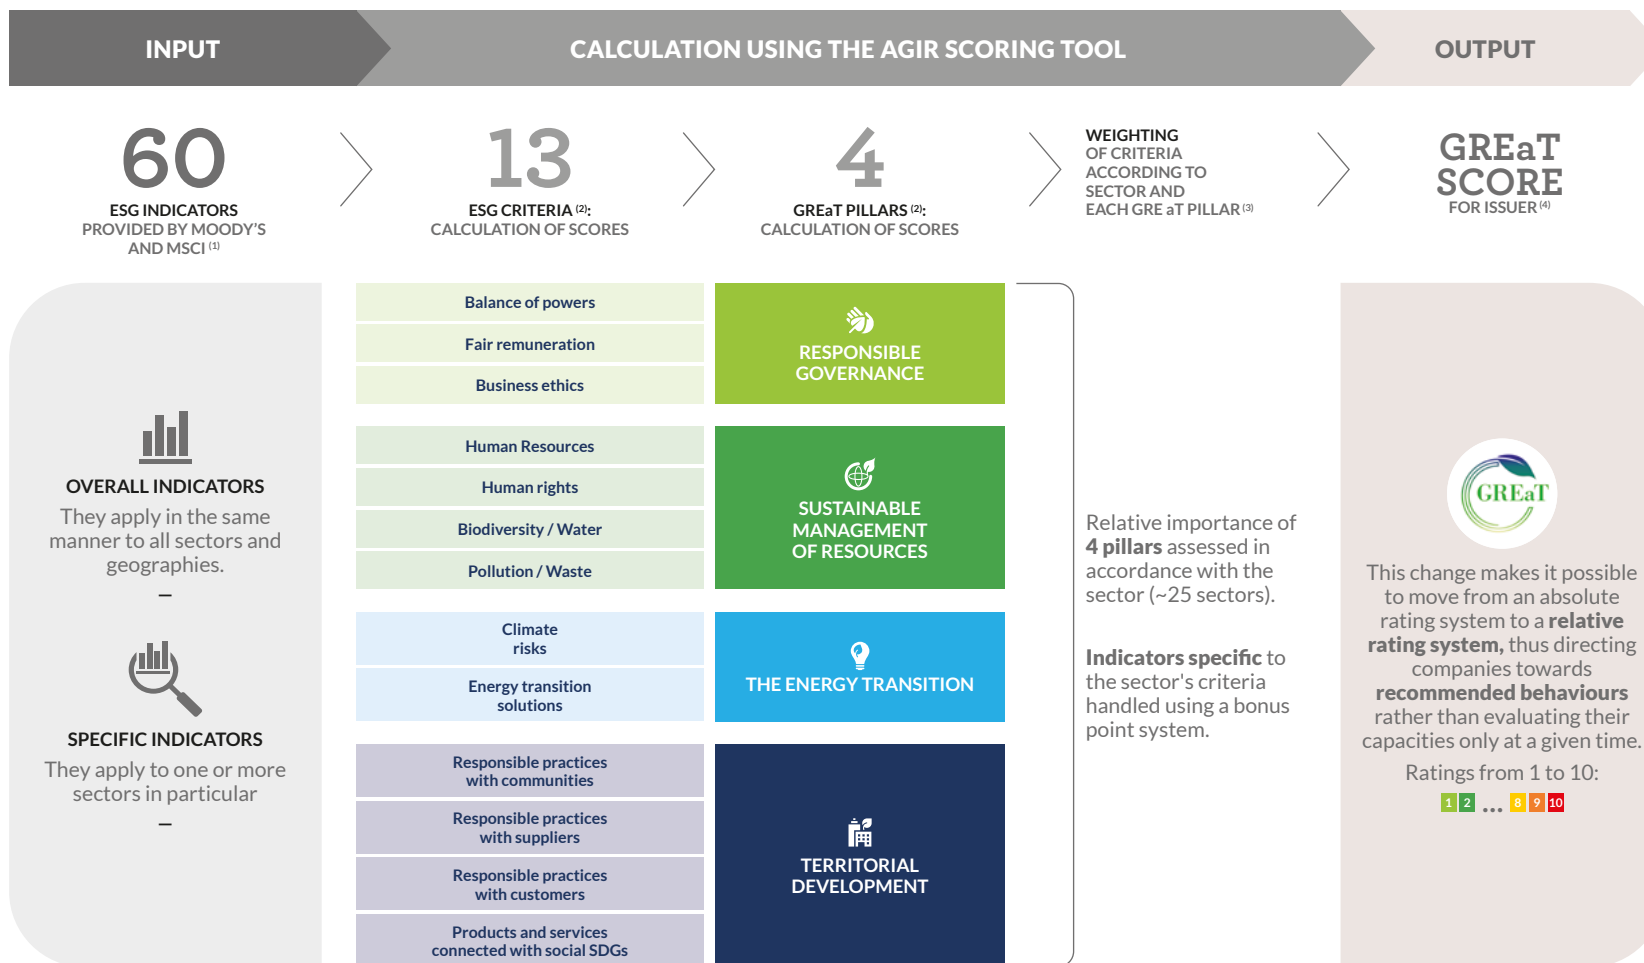 INPUT
CALCULATION USING THE AGIR SCORING TOOL
OUTPUT
60
ESG INDICATORS
PROVIDED BY MOODY'S
AND MSCI (1)
13
ESG CRITERIA (2):
CALCULATION OF SCORES
4
GREaT PILLARS (2):
CALCULATION OF SCORES
WEIGHTING
OF CRITERIA
ACCORDING TO
SECTOR AND
EACH GRE aT PILLAR (3)
GREaT
SCORE
FOR ISSUER (4)
OVERALL INDICATORS
They apply in the same
manner to all sectors and
geographies.
–
SPECIFIC INDICATORS
They apply to one or more
sectors in particular
–
Balance of powers
Fair remuneration
Business ethics
RESPONSIBLE
GOVERNANCE
Human Resources
Human rights
Biodiversity / Water
Pollution / Waste
SUSTAINABLE
MANAGEMENT
OF RESOURCES
Climate
risks
Energy transition
solutions
THE ENERGY TRANSITION
Responsible practices
with communities
Responsible practices
with suppliers
Responsible practices
with customers
Products and services
connected with social SDGs
TERRITORIAL
DEVELOPMENT
Relative importance of
4 pillars assessed in
accordance with the
sector (~25 sectors).
Indicators specific to
the sector's criteria
handled using a bonus
point system.
GREaT
This change makes it possible
to move from an absolute
rating system to a relative
rating system, thus directing
companies towards
recommended behaviours
rather than evaluating their
capacities only at a given time.
Ratings from 1 to 10:
1 2 ... 8 9 10